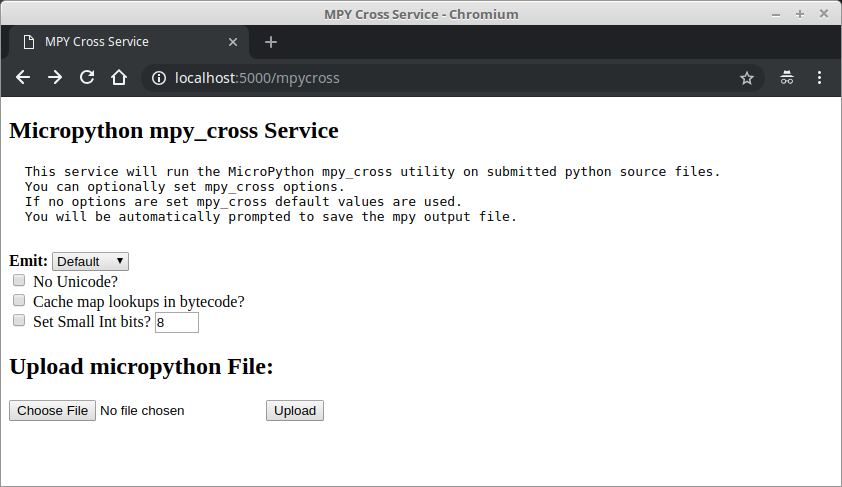 MPY Cross Service - Chromium
MPY Cross Service
localhost:5000/mpycross
Micropython mpy_cross Service
This service will run the MicroPython mpy_cross utility on submitted python source files.
You can optionally set mpy_cross options.
If no options are set mpy_cross default values are used.
You will be automatically prompted to save the mpy output file.
Emit: Default
No Unicode?
Cache map lookups in bytecode?
Set Small Int bits? 8
Upload micropython File:
Choose File No file chosen Upload